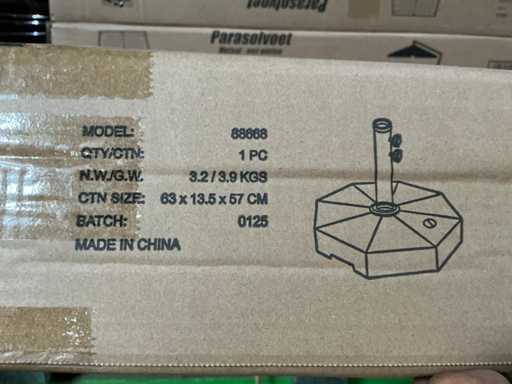 Parasolvoet
Parasolvoet
MODEL: 88668
QTY/CTN: 1 PC
N.W./G.W. 3.2 / 3.9 KGS
CTN SIZE: 63 x 13.5 x 57 CM
BATCH: 0125
MADE IN CHINA